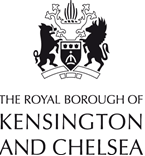 THE ROYAL BOROUGH OF
KENSINGTON
AND CHELSEA